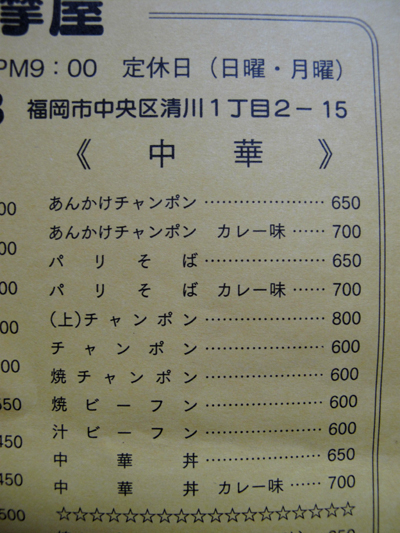 摩屋
PM9：00 定休日（日曜・月曜）
福岡市中央区清川1丁目2－15
《 中 華 》
あんかけチャンポン…………………650
あんかけチャンポン カレー味……700
パリそば…………………650
パリそば カレー味……700
(上)チャンポン…………………800
チャンポン…………………600
焼チャンポン…………………600
焼ビーフン…………………600
汁ビーフン…………………600
中華丼…………………650
中華丼 カレー味……700
☆☆☆☆☆☆☆☆☆☆☆☆☆☆☆☆☆☆